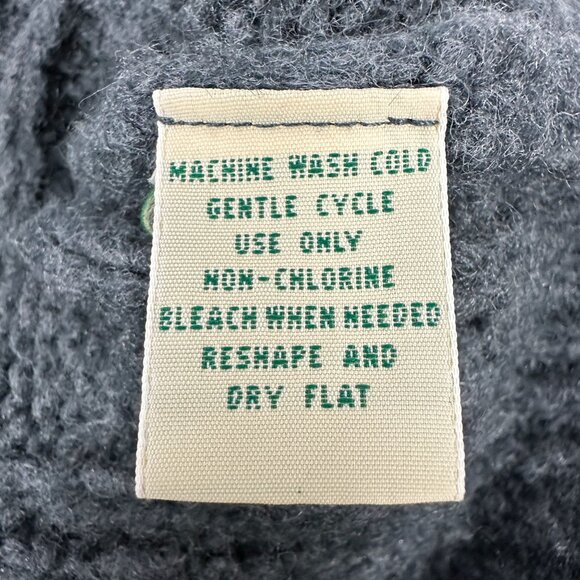 MACHINE WASH COLD
GENTLE CYCLE
USE ONLY
NON-CHLORINE
BLEACH WHEN NEEDED
RESHAPE AND
DRY FLAT